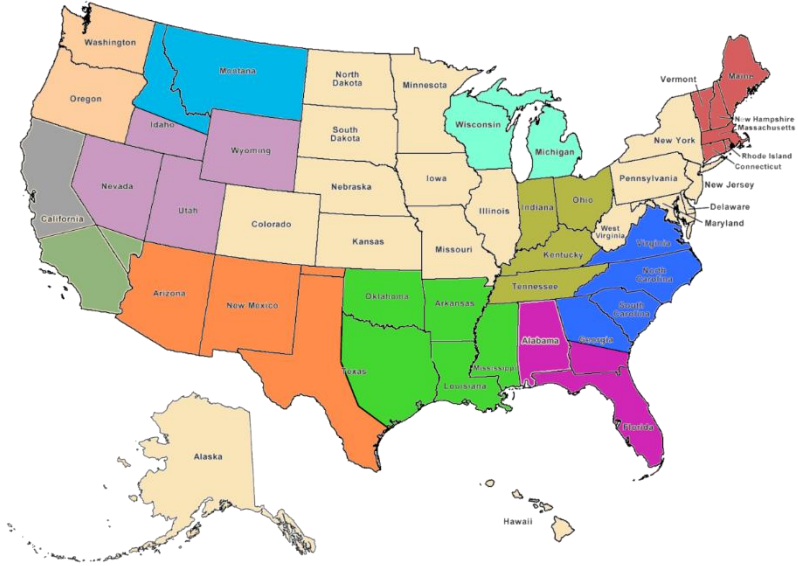 Washington
Montana
North
Dakota
Minnesota
Vermont
Maine
Oregon
Idaho
South
Dakota
Wisconsin
New Hampshire
Massachusetts
Wyoming
Michigan
New York
Rhode Island
Connecticut
Nevada
Utah
Nebraska
Iowa
Pennsylvania
New Jersey
California
Colorado
Illinois
Indiana
Ohio
Delaware
Maryland
Kansas
Missouri
West
Virginia
Virginia
Kentucky
Arizona
New Mexico
Oklahoma
Arkansas
Tennessee
North
Carolina
South
Carolina
Texas
Mississippi
Alabama
Georgia
Louisiana
Florida
Alaska
Hawaii